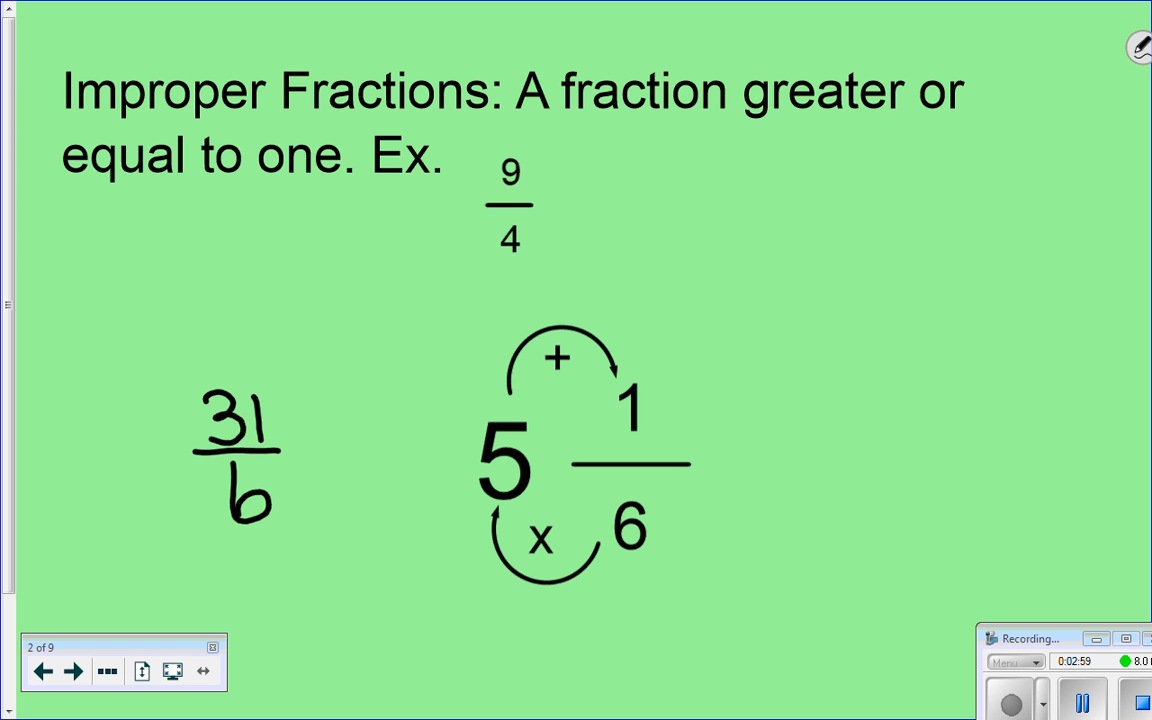 Improper Fractions: A fraction greater or
equal to one. Ex.
9
4
+
31
6
5
1
6
x
2 of 9
Recording...
Menu
0:02:59
8.0